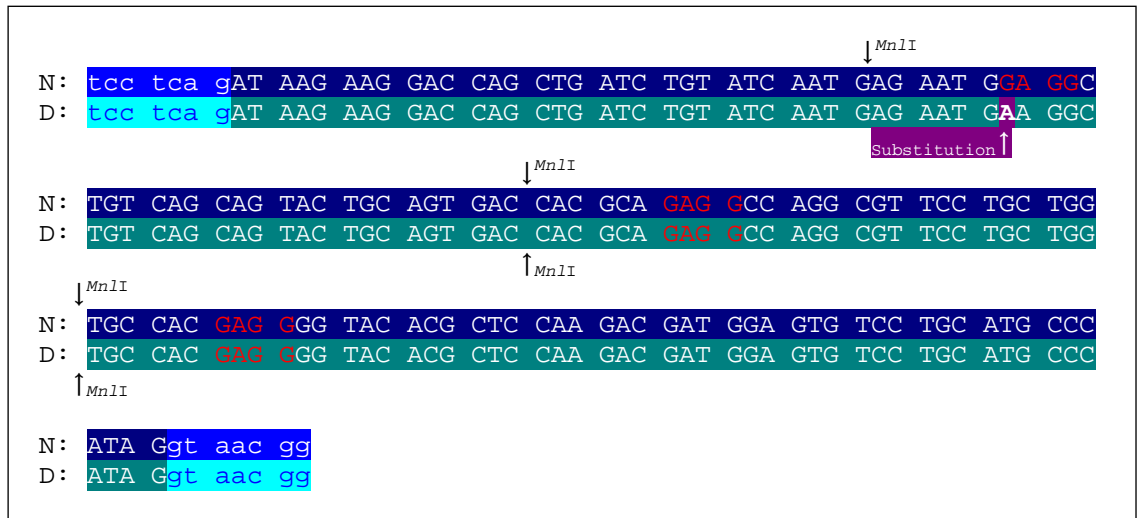 ↓MnlI
N: tcc tca gAT AAG AAG GAC CAG CTG ATC TGT ATC AAT GAG AAT GGA GGC
D: tcc tca gAT AAG AAG GAC CAG CTG ATC TGT ATC AAT GAG AAT GAA GGC
Substitution↑
↓MnlI
N: TGT CAG CAG TAC TGC AGT GAC CAC GCA GAG GCC AGG CGT TCC TGC TGG
D: TGT CAG CAG TAC TGC AGT GAC CAC GCA GAG GCC AGG CGT TCC TGC TGG
↑MnlI
↓MnlI
N: TGC CAC GAG GGG TAC ACG CTC CAA GAC GAT GGA GTG TCC TGC ATG CCC
D: TGC CAC GAG GGG TAC ACG CTC CAA GAC GAT GGA GTG TCC TGC ATG CCC
↑MnlI
N: ATA Ggt aac gg
D: ATA Ggt aac gg